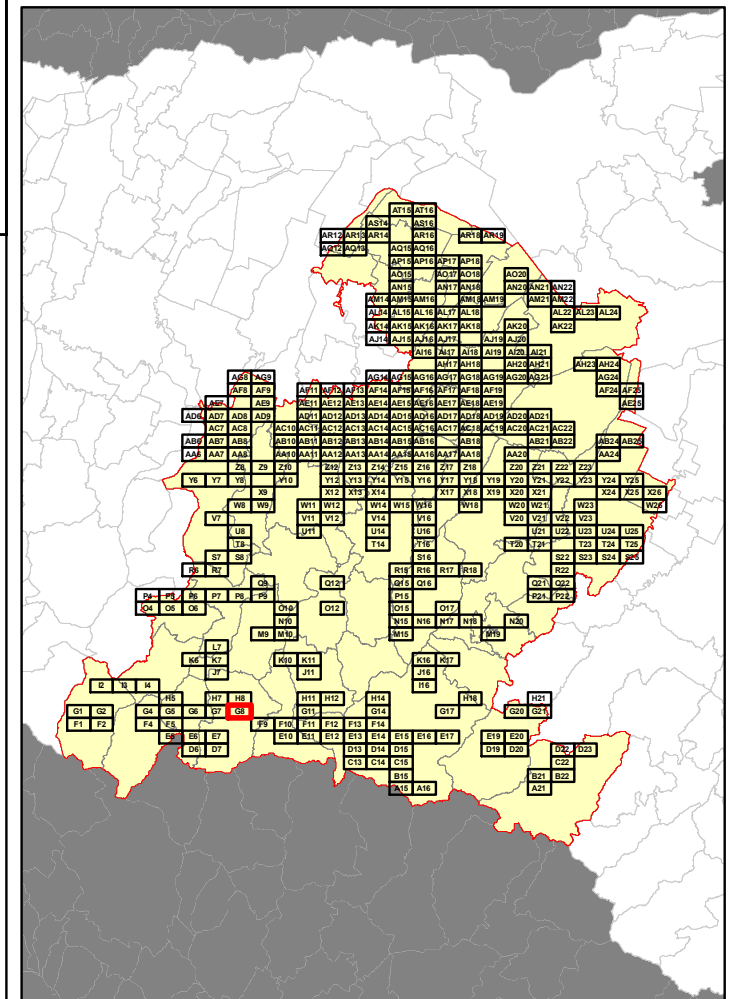 AT15 AT16
AS14 AS16
AR12 AR13 AR14 AR16 AR18 AR19
AQ12 AQ13 AQ15 AQ16
AP15 AP16 AP17 AP18
AO15 AO17 AO18 AO20
AN15 AN17 AN18 AN20 AN21 AN22
AM14 AM15 AM16 AM18 AM19 AM21 AM22
AL14 AL15 AL16 AL17 AL18 AL22 AL23 AL24
AK14 AK15 AK16 AK17 AK18 AK20 AK22
AJ14 AJ15 AJ16 AJ17 AJ19 AJ20
AI16 AI17 AI18 AI19 AI20 AI21
AH17 AH18 AH20 AH21 AH23 AH24
AG8 AG9 AG14 AG15 AG16 AG17 AG18 AG19 AG20 AG21 AG24
AF8 AF9 AF11 AF12 AF13 AF14 AF15 AF16 AF17 AF18 AF19 AF24 AF25
AE7 AE9 AE11 AE12 AE13 AE14 AE15 AE16 AE17 AE18 AE19 AE25
AD6 AD7 AD8 AD9 AD11 AD12 AD13 AD14 AD15 AD16 AD17 AD18 AD19 AD20 AD21
AC7 AC8 AC10 AC11 AC12 AC13 AC14 AC15 AC16 AC17 AC18 AC19 AC20 AC21 AC22
AB6 AB7 AB8 AB10 AB11 AB12 AB13 AB14 AB15 AB16 AB18 AB21 AB22 AB24 AB25
AA6 AA7 AA8 AA10 AA11 AA12 AA13 AA14 AA15 AA16 AA17 AA18 AA20 AA24
Z8 Z9 Z10 Z12 Z13 Z14 Z15 Z16 Z17 Z18 Z20 Z21 Z22 Z23
Y6 Y7 Y8 Y10 Y12 Y13 Y14 Y15 Y16 Y17 Y18 Y19 Y20 Y21 Y22 Y23 Y24 Y25
X9 X12 X13 X14 X17 X18 X19 X20 X21 X24 X25 X26
W8 W9 W11 W12 W14 W15 W16 W18 W20 W21 W23 W26
V7 V11 V12 V14 V16 V20 V21 V22 V23
U8 U11 U14 U16 U21 U22 U23 U24 U25
T8 T14 T16 T20 T21 T23 T24 T25
S7 S8 S16 S22 S23 S24 S25
R6 R7 R15 R16 R17 R18 R22
Q9 Q12 Q15 Q16 Q21 Q22
P4 P5 P6 P7 P8 P9 P15 P21 P22
O4 O5 O6 O10 O12 O15 O17
N10 N15 N16 N17 N18 N20
M9 M10 M15 M19
L7
K6 K7 K10 K11 K16 K17
J7 J11 J16
I2 I3 I4 I16
H5 H7 H8 H11 H12 H14 H18 H21
G1 G2 G4 G5 G6 G7 G8 G11 G14 G17 G20 G21
F1 F2 F4 F5 F9 F10 F11 F12 F13 F14
E5 E6 E7 E10 E11 E12 E13 E14 E15 E16 E17 E19 E20
D6 D7 D13 D14 D15 D19 D20 D22 D23
C13 C14 C15 C22
B15 B21 B22
A15 A16 A21